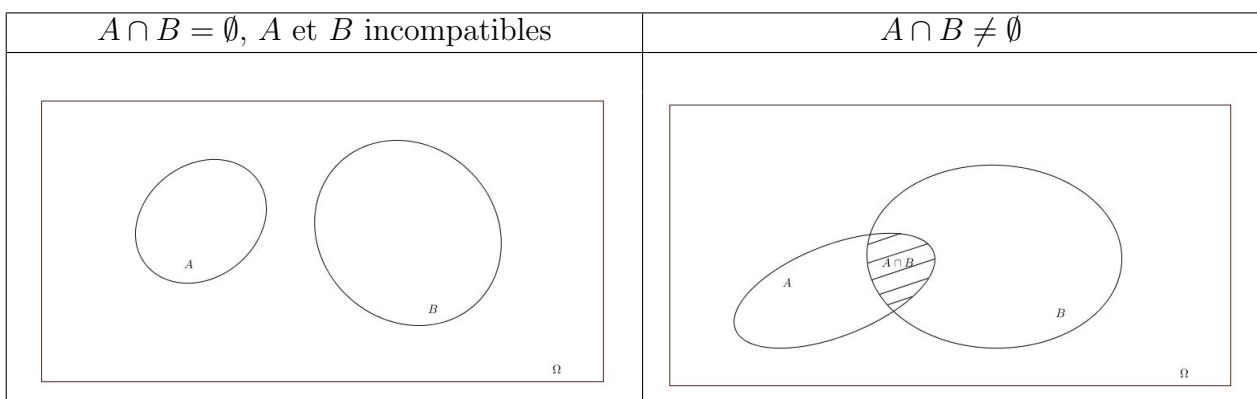 A ∩ B = ∅, A et B incompatibles
A ∩ B ≠ ∅
A
B
Ω
A
A ∩ B
B
Ω